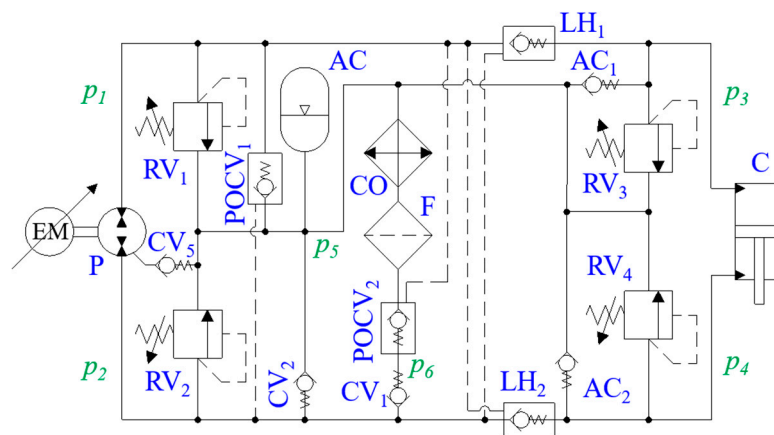 LH₁
AC
AC₁
p₁
p₃
RV₁
POCV₁
CO
RV₃
C
F
EM
P
CV₅
p₅
RV₄
POCV₂
p₂
RV₂
CV₂
p₆
CV₁
LH₂
AC₂
p₄